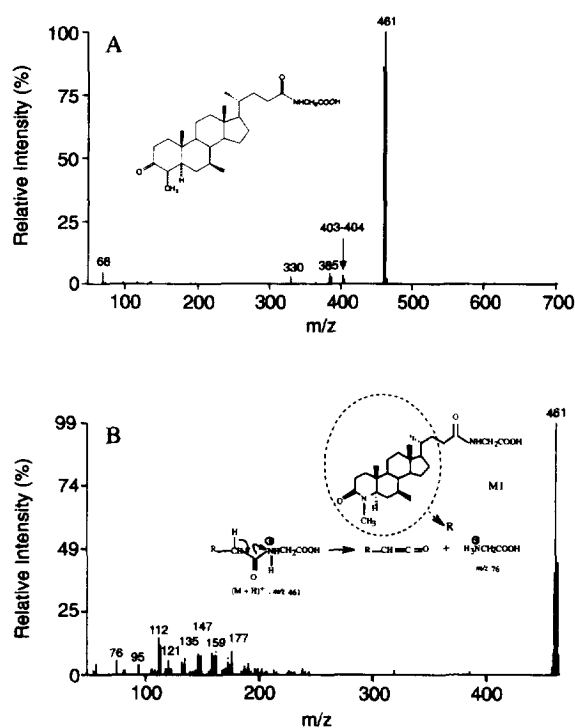 A
461
100
75
50
25
0
Relative Intensity (%)
O
NHCH₂COOH
O
H
CH₃
68
330
385
403-404
100 200 300 400 500 600 700
m/z
B
461
99
74
49
25
0
Relative Intensity (%)
O
NHCH₂COOH
M1
O
N
H
CH₃
R
H
NHCH₂COOH
O
H
(M + H)⁺, m/z 461
R—CH=C=O + H₃NCH₂COOH
m/z 76
76
95
112
121
135
147
159
177
100 200 300 400
m/z